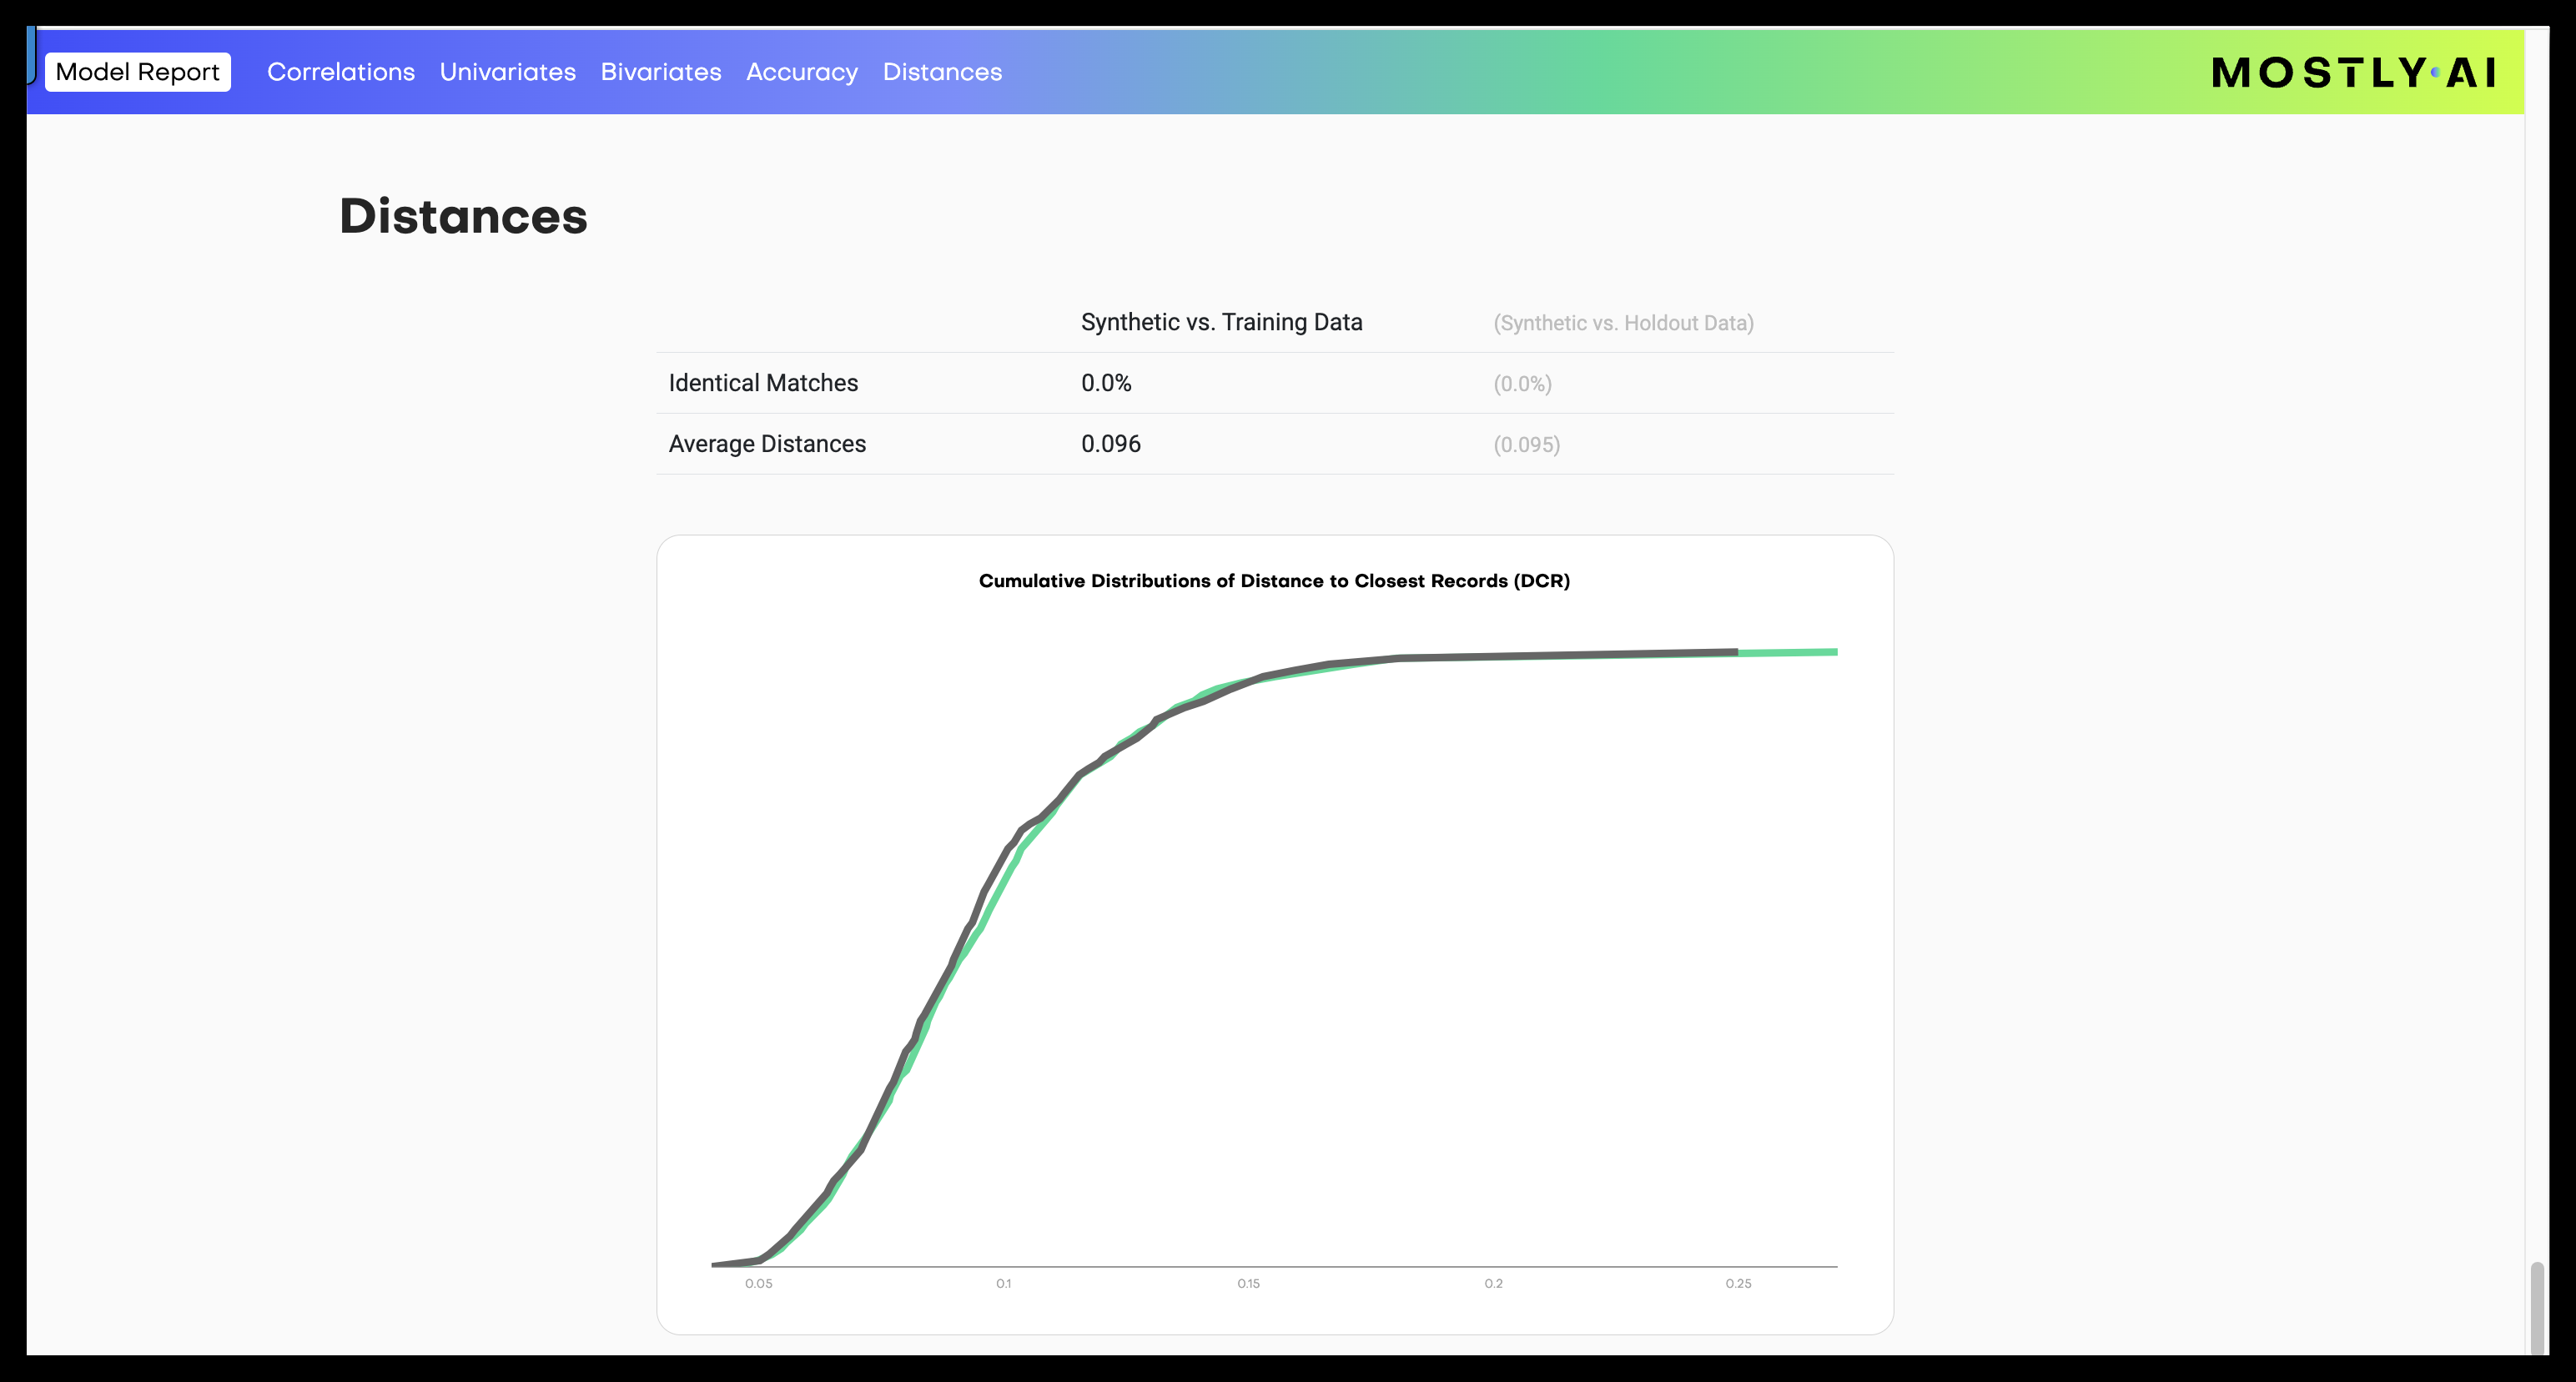 Model Report Correlations Univariates Bivariates Accuracy Distances MOSTLY·AI
Distances
Synthetic vs. Training Data (Synthetic vs. Holdout Data)
Identical Matches 0.0% (0.0%)
Average Distances 0.096 (0.095)
Cumulative Distributions of Distance to Closest Records (DCR)
0.05 0.1 0.15 0.2 0.25